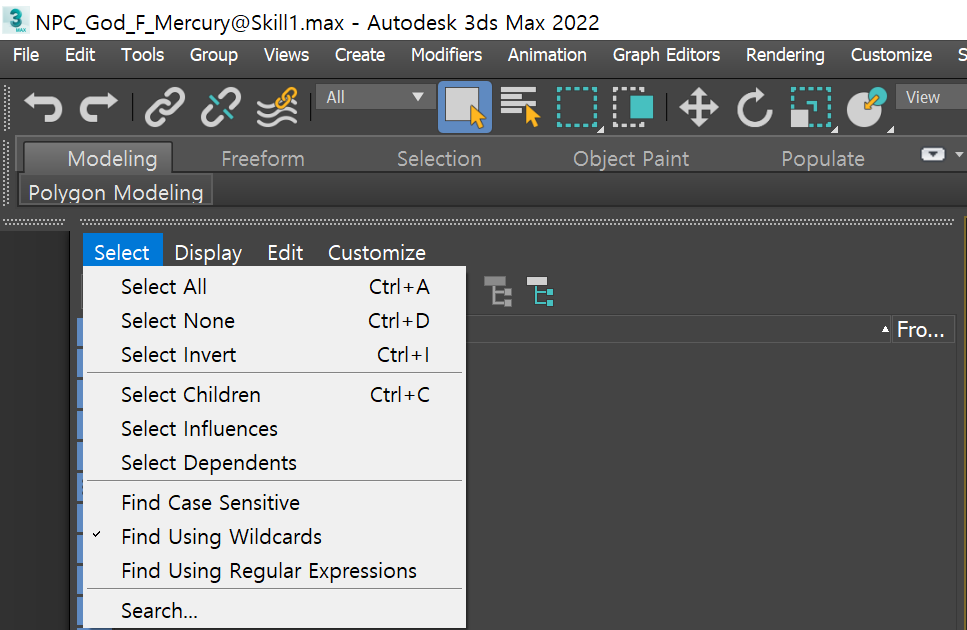 NPC_God_F_Mercury@Skill1.max - Autodesk 3ds Max 2022
File Edit Tools Group Views Create Modifiers Animation Graph Editors Rendering Customize S
All View
Modeling Freeform Selection Object Paint Populate
Polygon Modeling
Select Display Edit Customize
Select All Ctrl+A
Select None Ctrl+D
Select Invert Ctrl+I
Fro...
Select Children Ctrl+C
Select Influences
Select Dependents
Find Case Sensitive
Find Using Wildcards
Find Using Regular Expressions
Search...